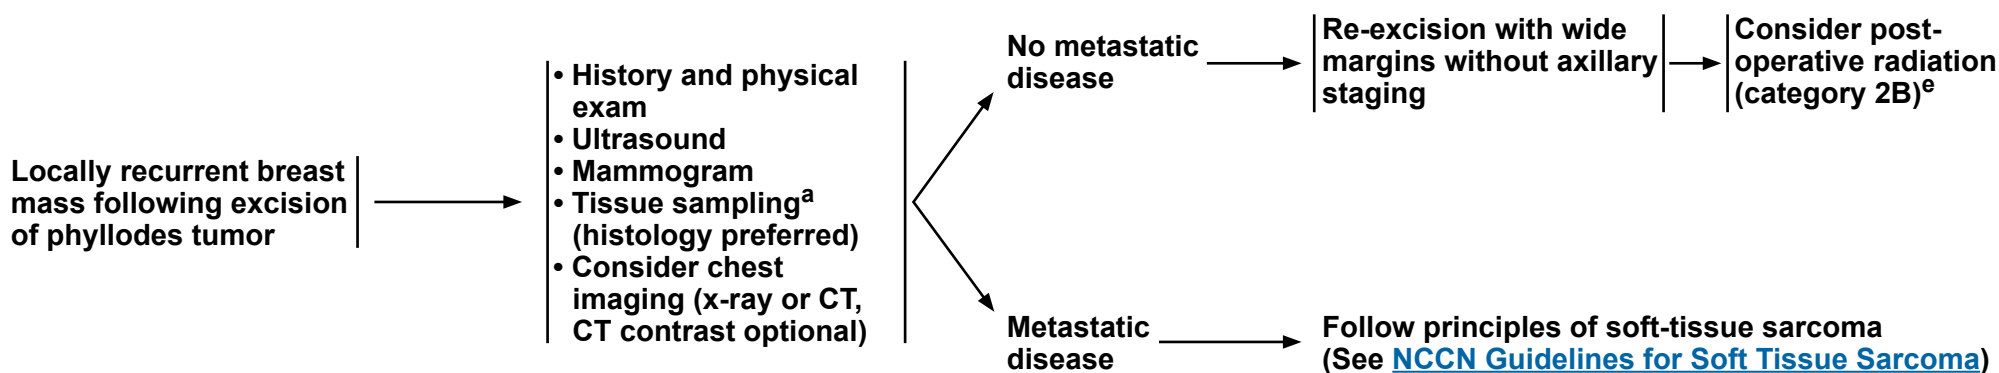 Locally recurrent breast
mass following excision
of phyllodes tumor
• History and physical
exam
• Ultrasound
• Mammogram
• Tissue samplingᵃ
(histology preferred)
• Consider chest
imaging (x-ray or CT,
CT contrast optional)
No metastatic
disease
Re-excision with wide
margins without axillary
staging
Consider post-
operative radiation
(category 2B)ᵉ
Metastatic
disease
Follow principles of soft-tissue sarcoma
(See NCCN Guidelines for Soft Tissue Sarcoma)